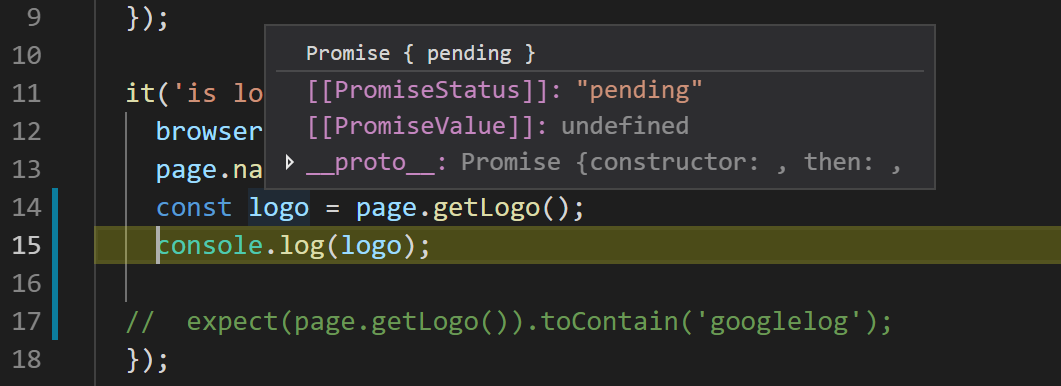 9 });
10
Promise { pending }
[[PromiseStatus]]: "pending"
[[PromiseValue]]: undefined
__proto__: Promise {constructor: , then: ,
11 it('is lo
12 browser
13 page.na
14 const logo = page.getLogo();
15 console.log(logo);
16
17 //  expect(page.getLogo()).toContain('googlelog');
18 });